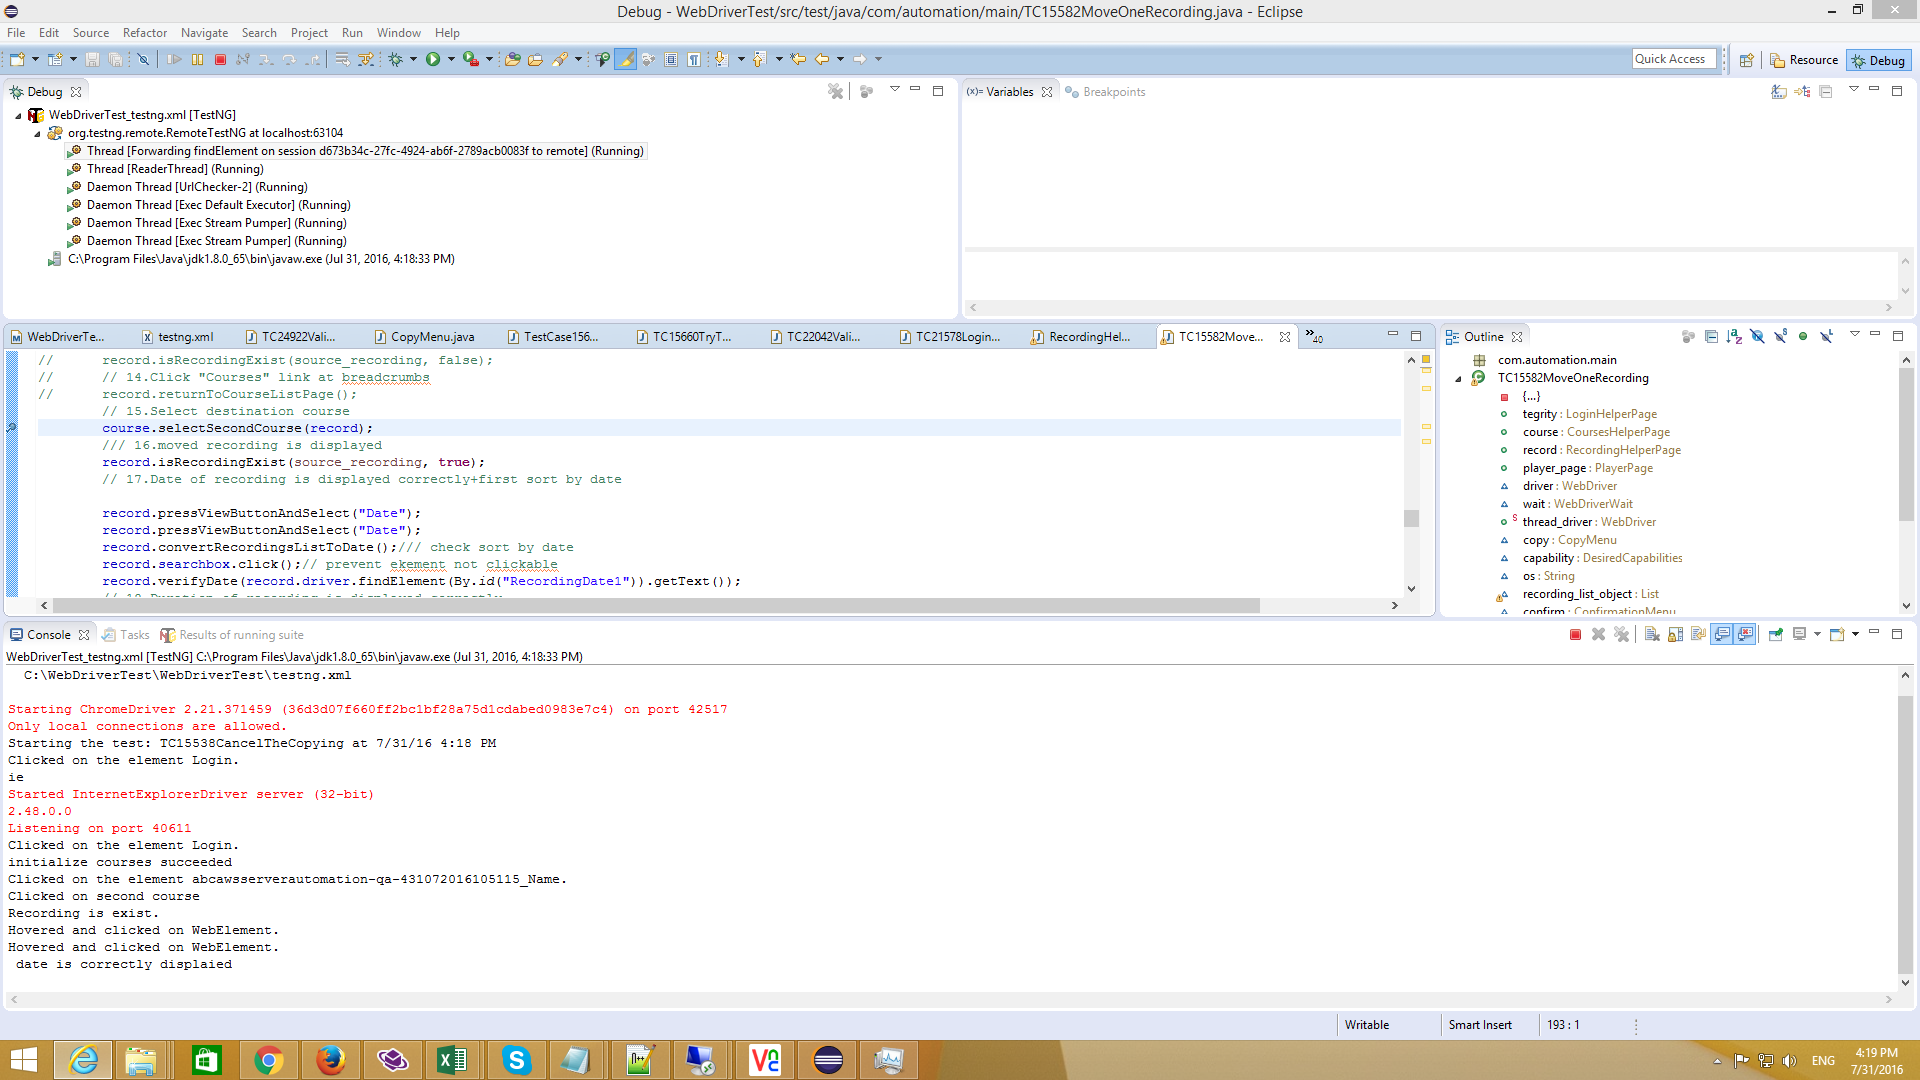 Debug - WebDriverTest/src/test/java/com/automation/main/TC15582MoveOneRecording.java - Eclipse
File Edit Source Refactor Navigate Search Project Run Window Help
Quick Access
Resource
Debug
Debug
WebDriverTest_testng.xml [TestNG]
org.testng.remote.RemoteTestNG at localhost:63104
Thread [Forwarding findElement on session d673b34c-27fc-4924-ab6f-2789acb0083f to remote] (Running)
Thread [ReaderThread] (Running)
Daemon Thread [UrlChecker-2] (Running)
Daemon Thread [Exec Default Executor] (Running)
Daemon Thread [Exec Stream Pumper] (Running)
Daemon Thread [Exec Stream Pumper] (Running)
C:\Program Files\Java\jdk1.8.0_65\bin\javaw.exe (Jul 31, 2016, 4:18:33 PM)
(x)= Variables
Breakpoints
WebDriverTe... testng.xml TC24922Vali... CopyMenu.java TestCase156... TC15660TryT... TC22042Vali... TC21578Login... RecordingHel... TC15582Move... »40
// record.isRecordingExist(source_recording, false);
// // 14.Click "Courses" link at breadcrumbs
// record.returnToCourseListPage();
// 15.Select destination course
course.selectSecondCourse(record);
/// 16.moved recording is displayed
record.isRecordingExist(source_recording, true);
// 17.Date of recording is displayed correctly+first sort by date
record.pressViewButtonAndSelect("Date");
record.pressViewButtonAndSelect("Date");
record.convertRecordingsListToDate();/// check sort by date
record.searchbox.click();// prevent ekement not clickable
record.verifyDate(record.driver.findElement(By.id("RecordingDate1")).getText());
// 18.Duration of recording is displayed correctly
Outline
com.automation.main
TC15582MoveOneRecording
{...}
tegrity : LoginHelperPage
course : CoursesHelperPage
record : RecordingHelperPage
player_page : PlayerPage
driver : WebDriver
wait : WebDriverWait
S thread_driver : WebDriver
copy : CopyMenu
capability : DesiredCapabilities
os : String
recording_list_object : List
confirm : ConfirmationMenu
Console Tasks Results of running suite
WebDriverTest_testng.xml [TestNG] C:\Program Files\Java\jdk1.8.0_65\bin\javaw.exe (Jul 31, 2016, 4:18:33 PM)
C:\WebDriverTest\WebDriverTest\testng.xml
Starting ChromeDriver 2.21.371459 (36d3d07f660ff2bc1bf28a75d1cdabed0983e7c4) on port 42517
Only local connections are allowed.
Starting the test: TC15538CancelTheCopying at 7/31/16 4:18 PM
Clicked on the element Login.
ie
Started InternetExplorerDriver server (32-bit)
2.48.0.0
Listening on port 40611
Clicked on the element Login.
initialize courses succeeded
Clicked on the element abcawsserverautomation-qa-431072016105115_Name.
Clicked on second course
Recording is exist.
Hovered and clicked on WebElement.
Hovered and clicked on WebElement.
date is correctly displaied
Writable Smart Insert 193 : 1
ENG
4:19 PM
7/31/2016